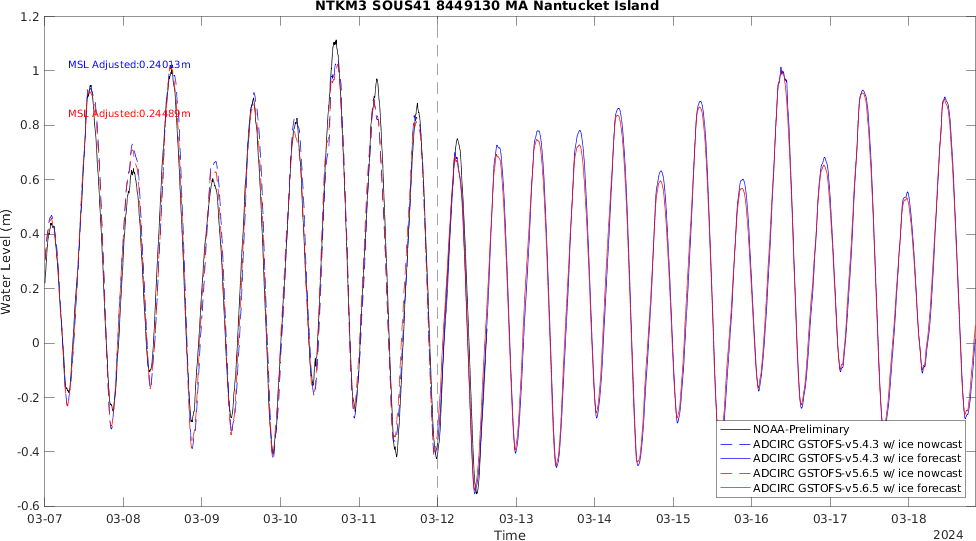 NTKM3 SOUS41 8449130 MA Nantucket Island
Water Level (m)
1.2
1
0.8
0.6
0.4
0.2
0
-0.2
-0.4
-0.6
MSL Adjusted:0.24013m
MSL Adjusted:0.24489m
NOAA-Preliminary
ADCIRC GSTOFS-v5.4.3 w/ ice nowcast
ADCIRC GSTOFS-v5.4.3 w/ ice forecast
ADCIRC GSTOFS-v5.6.5 w/ ice nowcast
ADCIRC GSTOFS-v5.6.5 w/ ice forecast
03-07 03-08 03-09 03-10 03-11 03-12 03-13 03-14 03-15 03-16 03-17 03-18
Time
2024